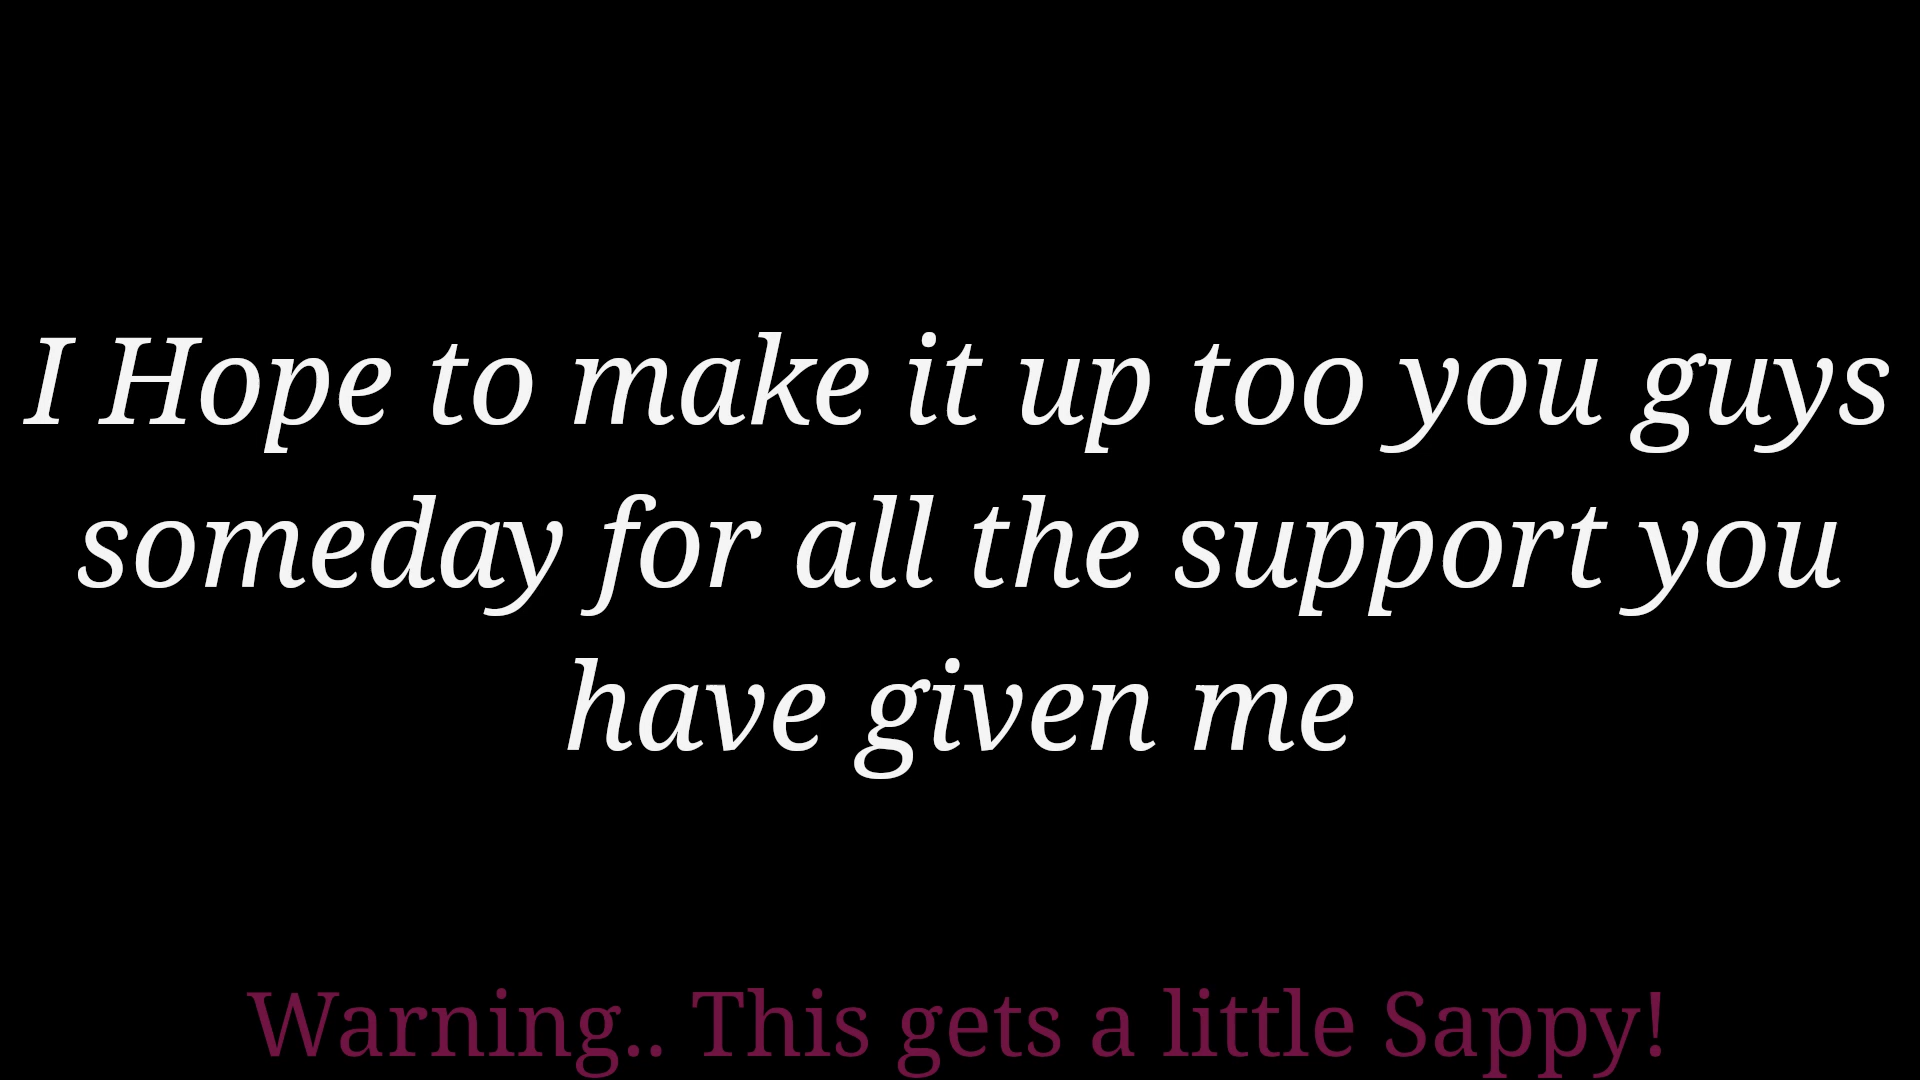 I Hope to make it up too you guys
someday for all the support you
have given me
Warning.. This gets a little Sappy!